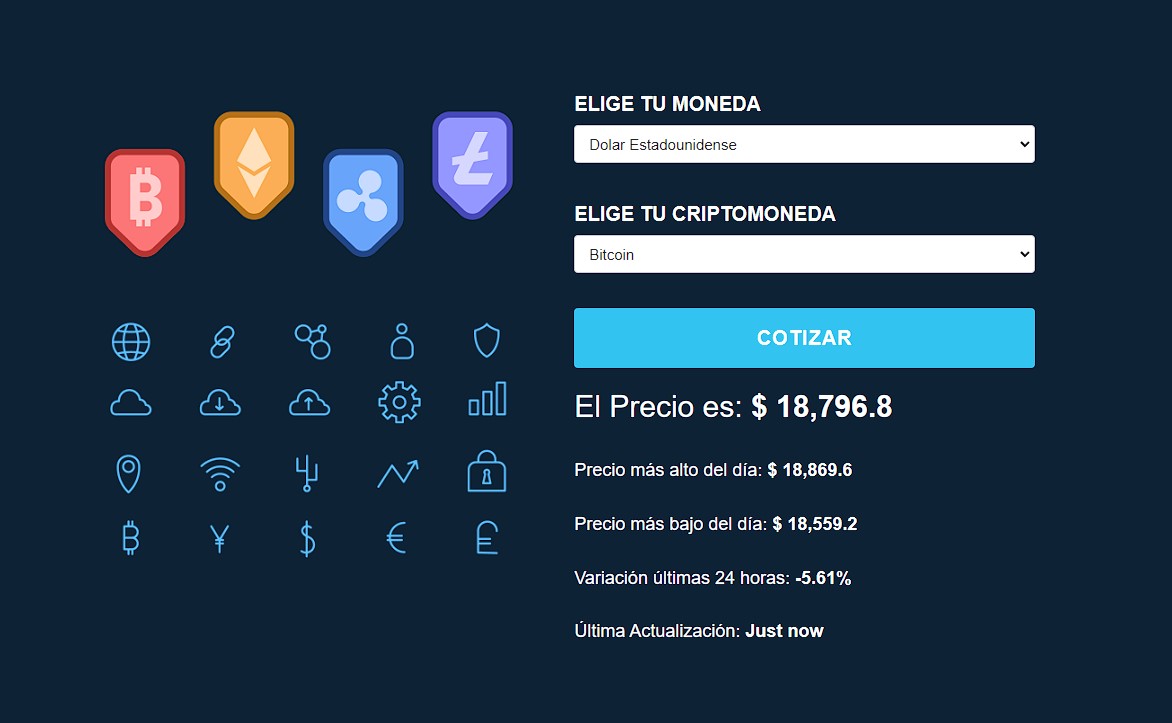 ELIGE TU MONEDA
Dolar Estadounidense
ELIGE TU CRIPTOMONEDA
Bitcoin
COTIZAR
El Precio es: $ 18,796.8
Precio más alto del día: $ 18,869.6
Precio más bajo del día: $ 18,559.2
Variación últimas 24 horas: -5.61%
Última Actualización: Just now